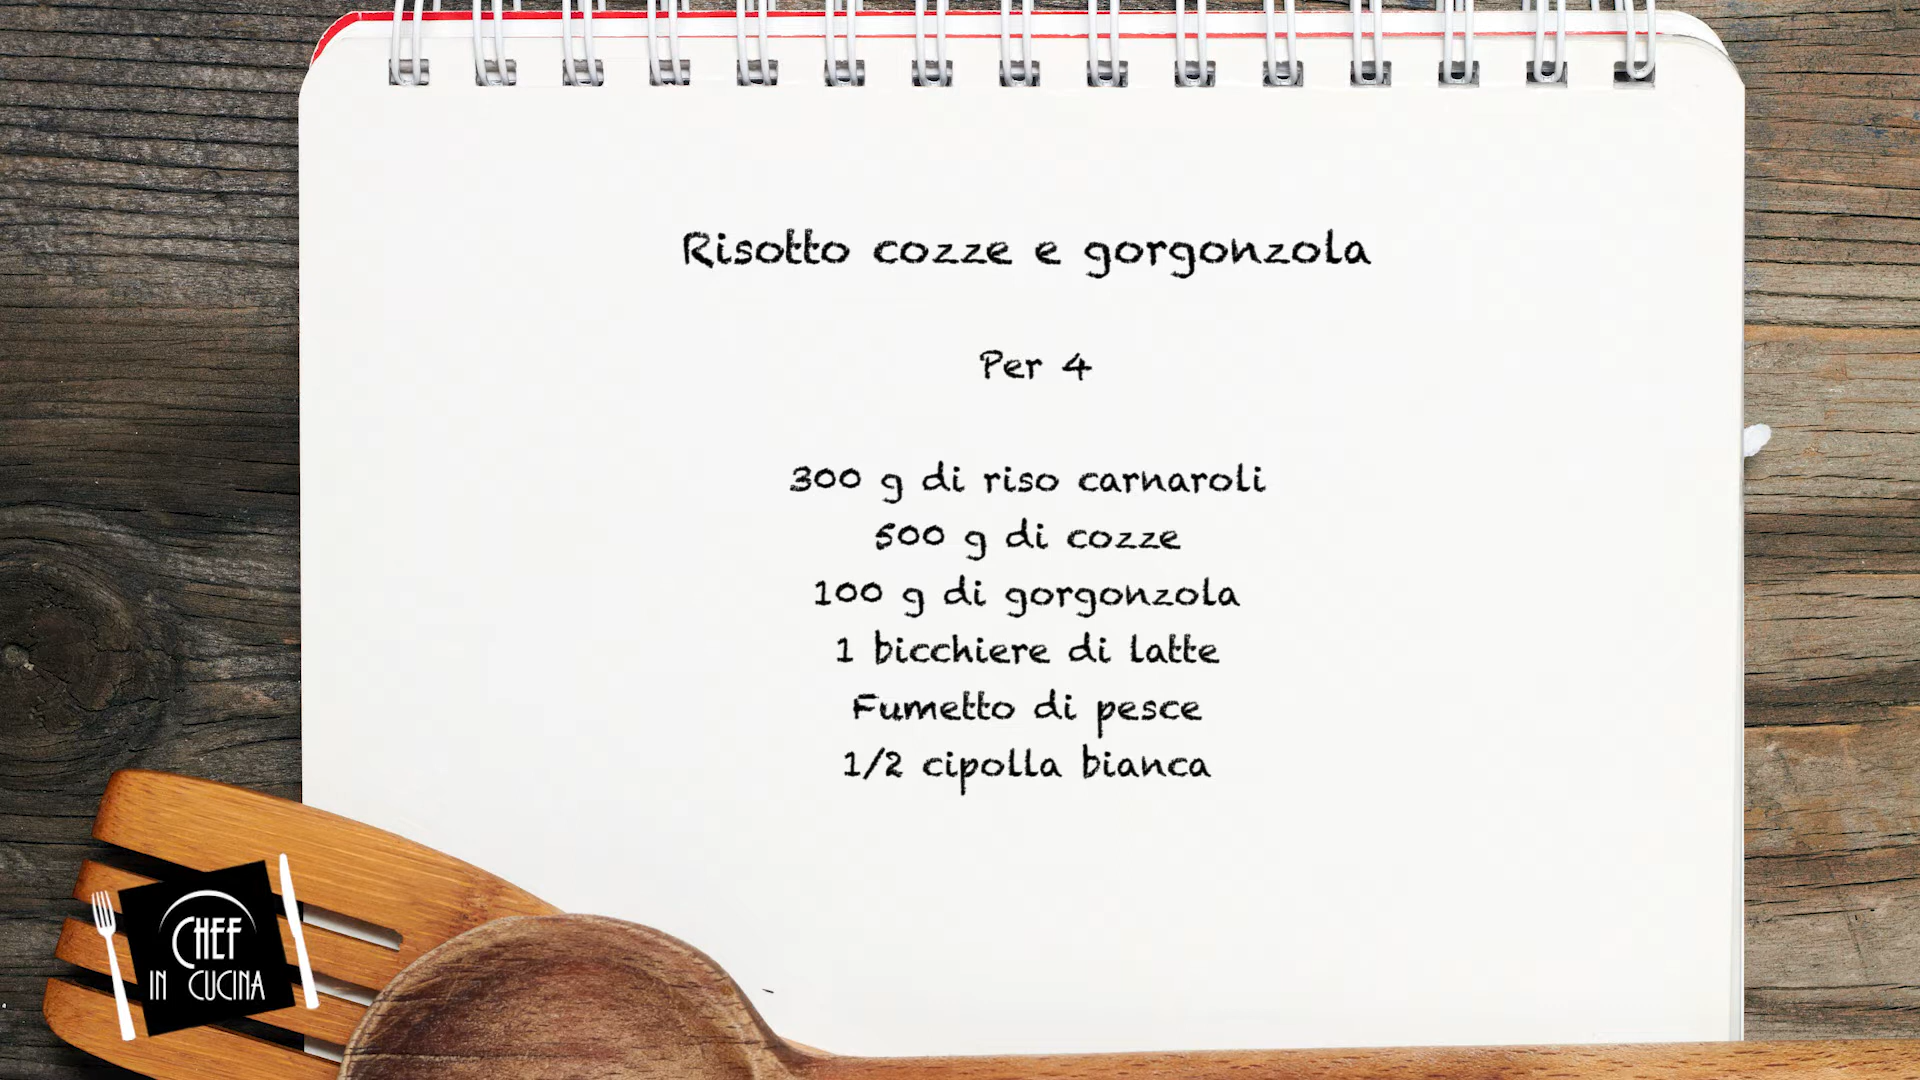 Risotto cozze e gorgonzola
Per 4
300 g di riso carnaroli
500 g di cozze
100 g di gorgonzola
1 bicchiere di latte
Fumetto di pesce
1/2 cipolla bianca
CHEF
IN CUCINA